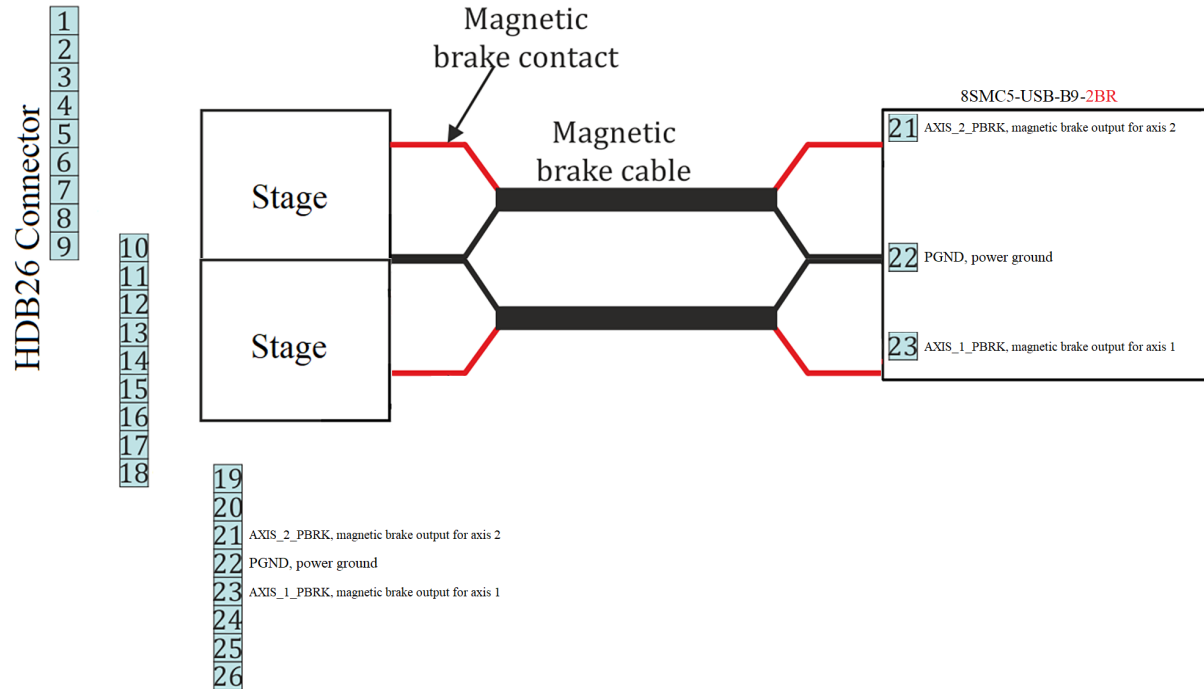 HDB26 Connector
1
2
3
4
5
6
7
8
9
10
11
12
13
14
15
16
17
18
19
20
21 AXIS_2_PBRK, magnetic brake output for axis 2
22 PGND, power ground
23 AXIS_1_PBRK, magnetic brake output for axis 1
24
25
26
Magnetic
brake contact
Stage
Stage
Magnetic
brake cable
8SMC5-USB-B9-2BR
21 AXIS_2_PBRK, magnetic brake output for axis 2
22 PGND, power ground
23 AXIS_1_PBRK, magnetic brake output for axis 1